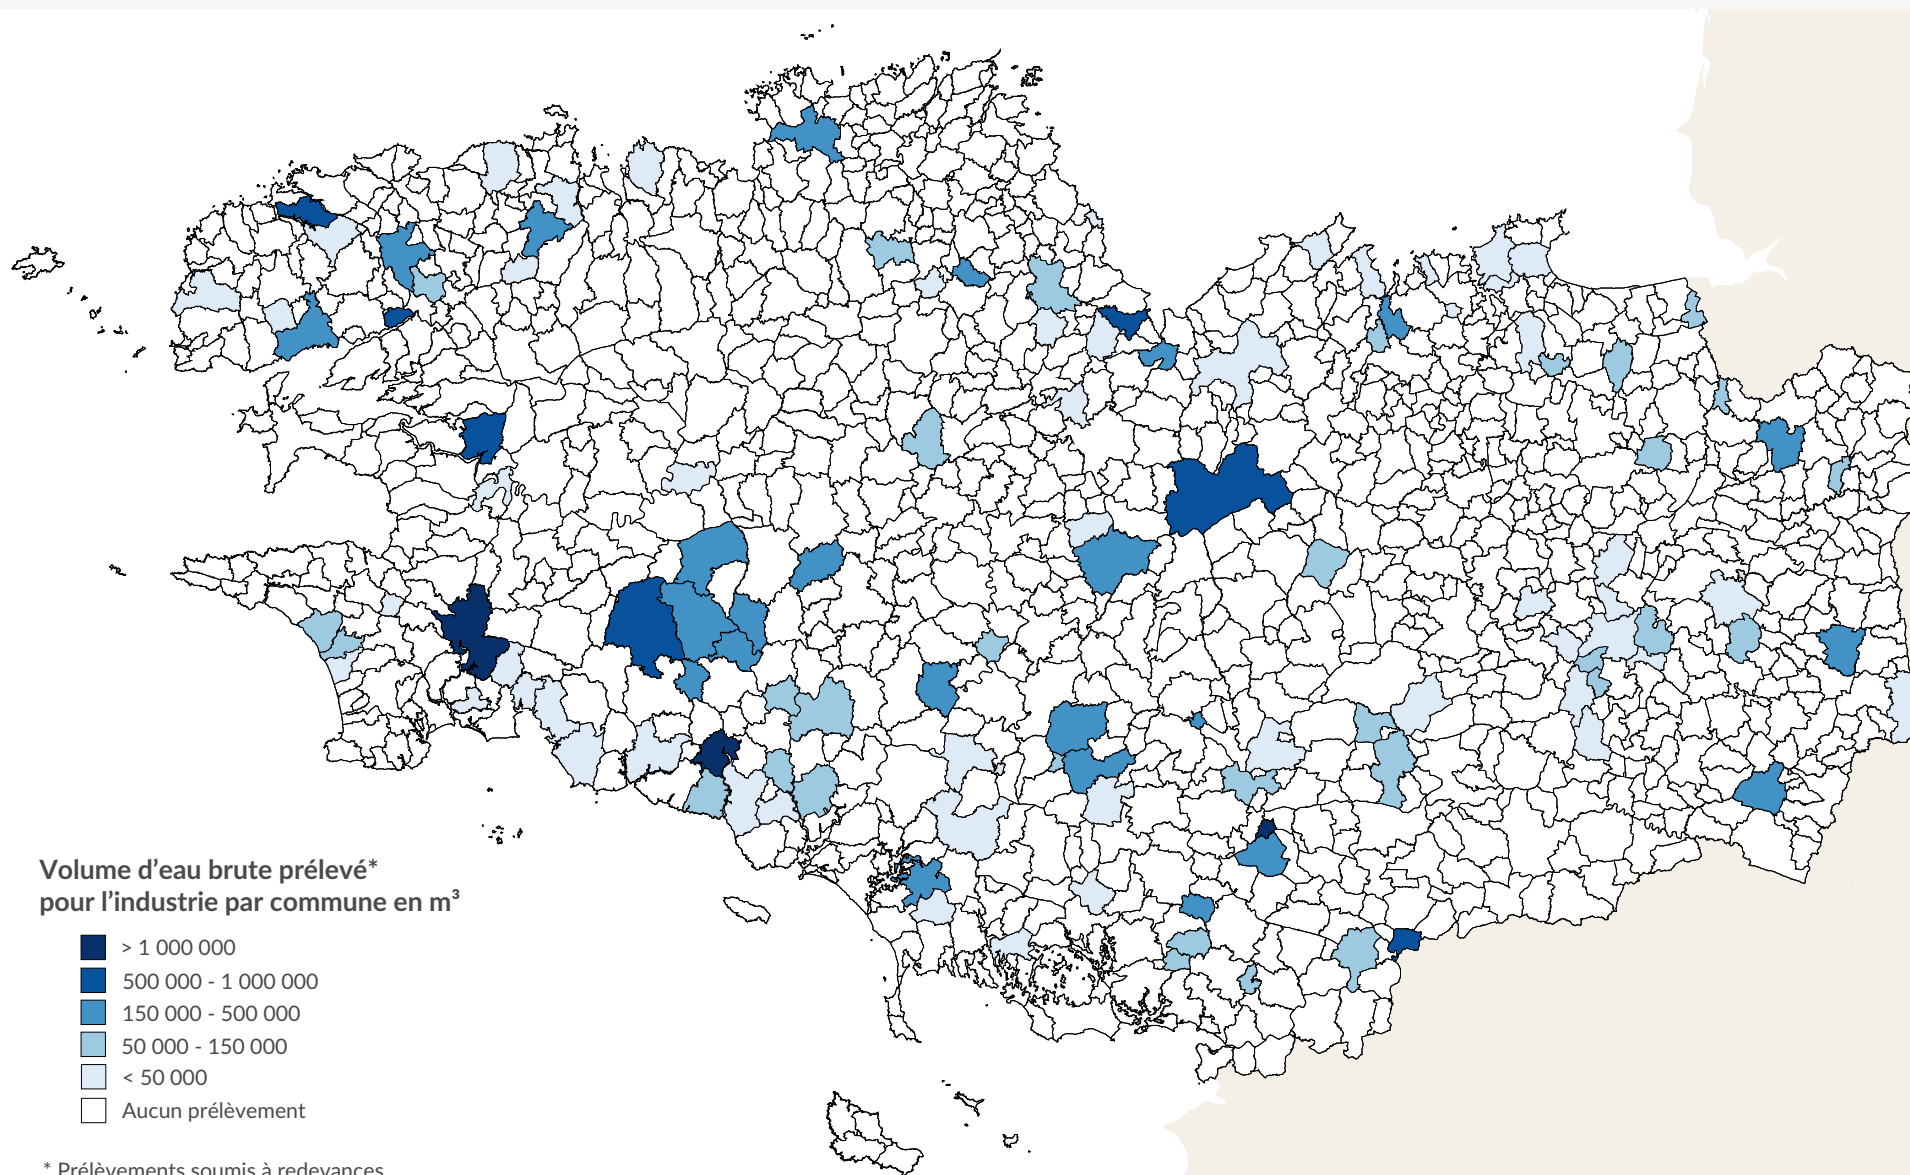 Volume d’eau brute prélevé*
pour l’industrie par commune en m³
> 1 000 000
500 000 - 1 000 000
150 000 - 500 000
50 000 - 150 000
< 50 000
Aucun prélèvement
* Prélèvements soumis à redevances